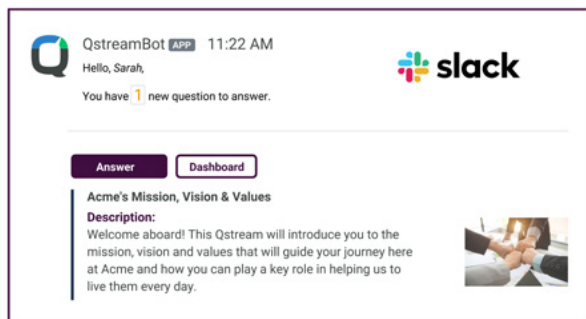 QstreamBot APP 11:22 AM
slack
Hello, Sarah,
You have 1 new question to answer.
Answer
Dashboard
Acme's Mission, Vision & Values
Description:
Welcome aboard! This Qstream will introduce you to the
mission, vision and values that will guide your journey here
at Acme and how you can play a key role in helping us to
live them every day.